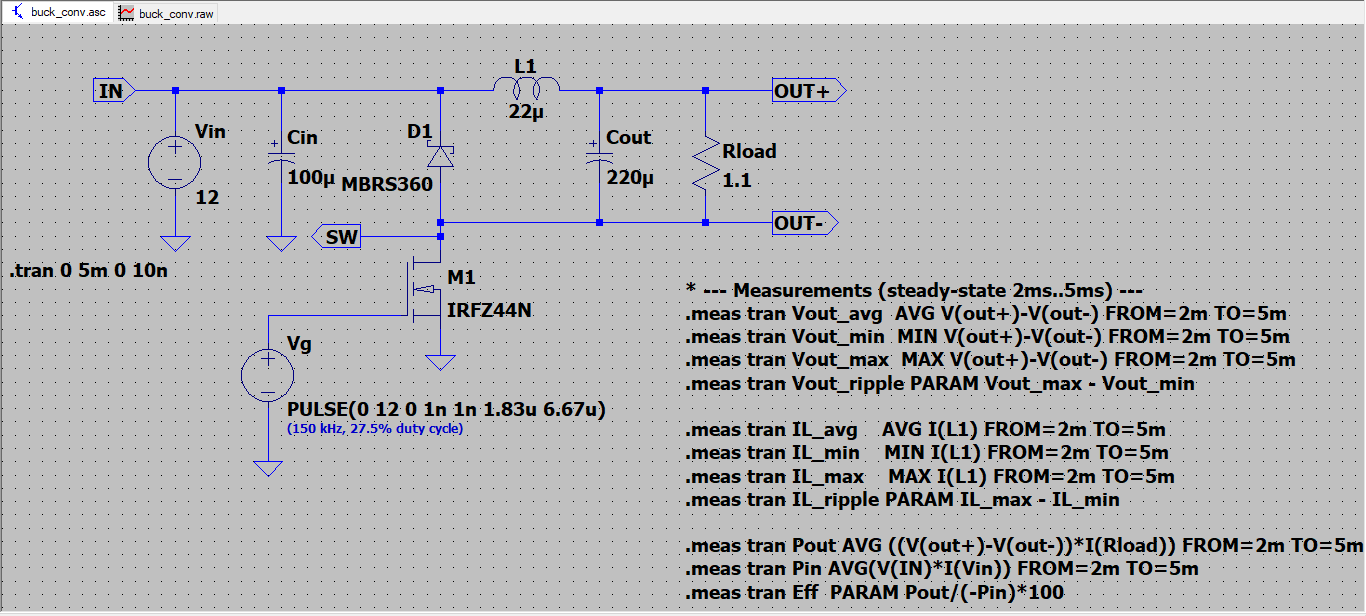 buck_conv.asc
buck_conv.raw
IN
Vin
12
Cin
100µ
D1
MBRS360
L1
22µ
Cout
220µ
Rload
1.1
OUT+
OUT-
SW
.tran 0 5m 0 10n
M1
IRFZ44N
Vg
PULSE(0 12 0 1n 1n 1.83u 6.67u)
(150 kHz, 27.5% duty cycle)
* --- Measurements (steady-state 2ms..5ms) ---
.meas tran Vout_avg AVG V(out+)-V(out-) FROM=2m TO=5m
.meas tran Vout_min MIN V(out+)-V(out-) FROM=2m TO=5m
.meas tran Vout_max MAX V(out+)-V(out-) FROM=2m TO=5m
.meas tran Vout_ripple PARAM Vout_max - Vout_min
.meas tran IL_avg AVG I(L1) FROM=2m TO=5m
.meas tran IL_min MIN I(L1) FROM=2m TO=5m
.meas tran IL_max MAX I(L1) FROM=2m TO=5m
.meas tran IL_ripple PARAM IL_max - IL_min
.meas tran Pout AVG ((V(out+)-V(out-))*I(Rload)) FROM=2m TO=5m
.meas tran Pin AVG(V(IN)*I(Vin)) FROM=2m TO=5m
.meas tran Eff PARAM Pout/(-Pin)*100